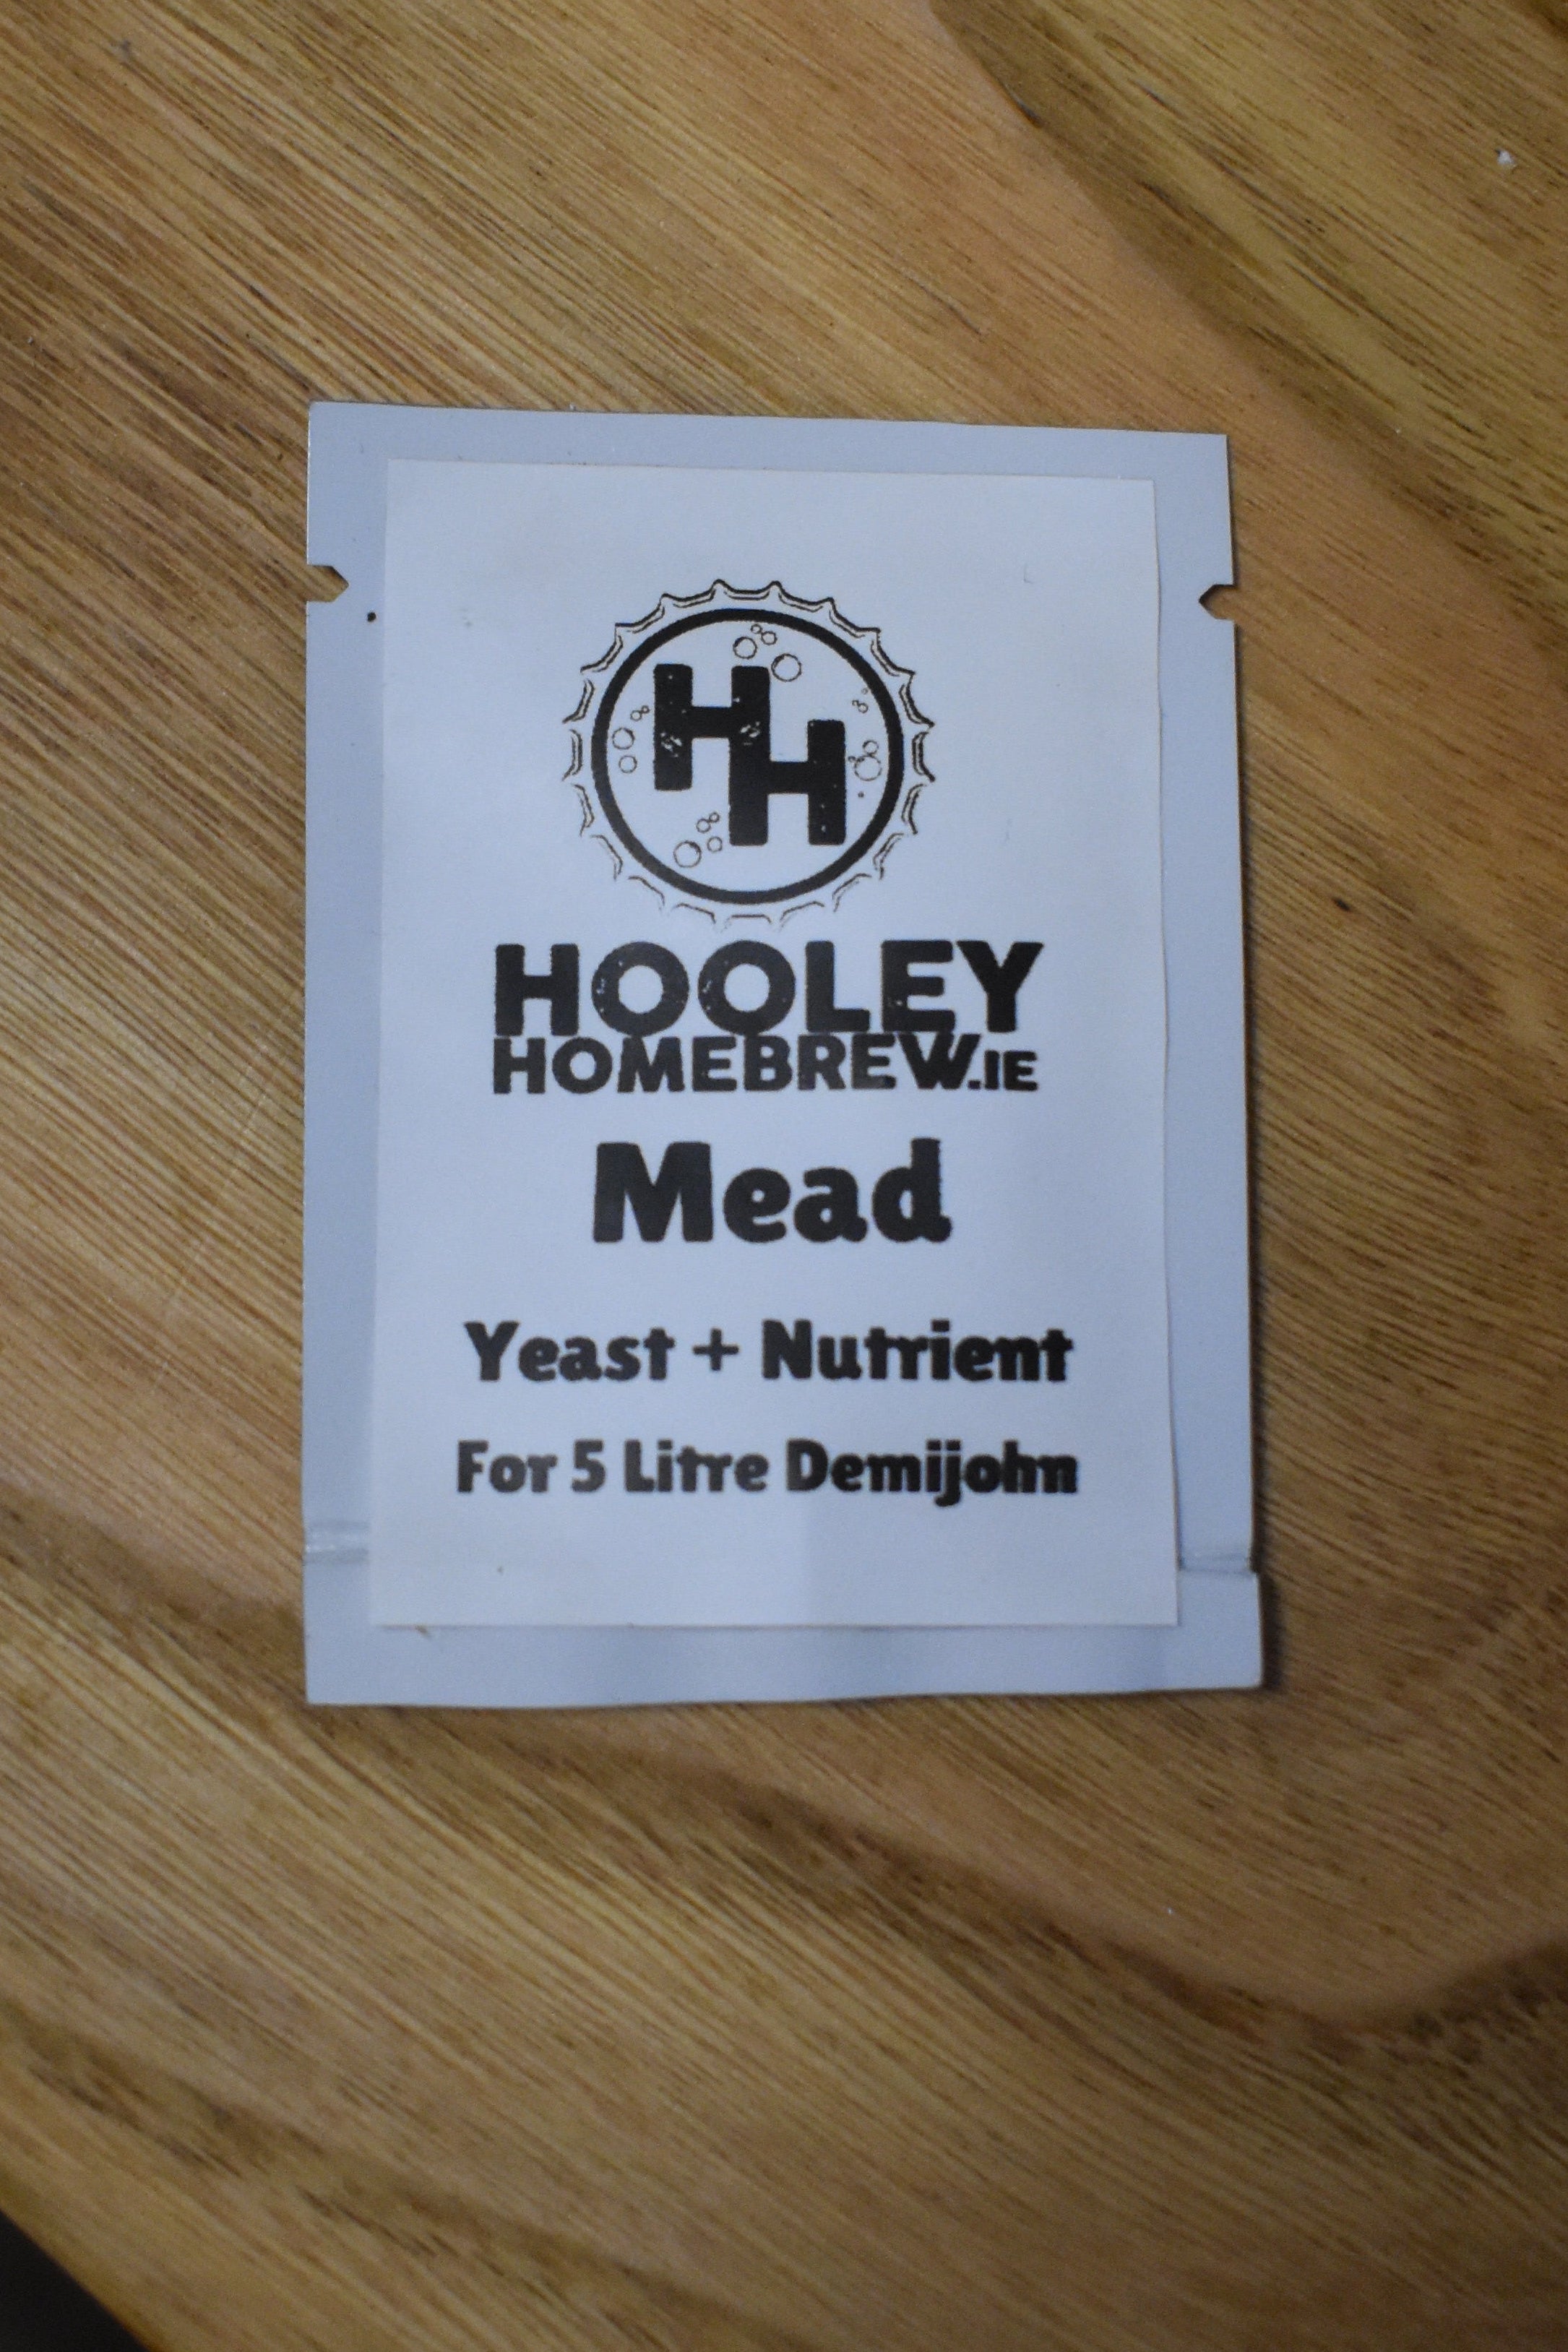 HH
HOOLEY
HOMEBREW.IE
Mead
Yeast + Nutrient
For 5 Litre Demijohn